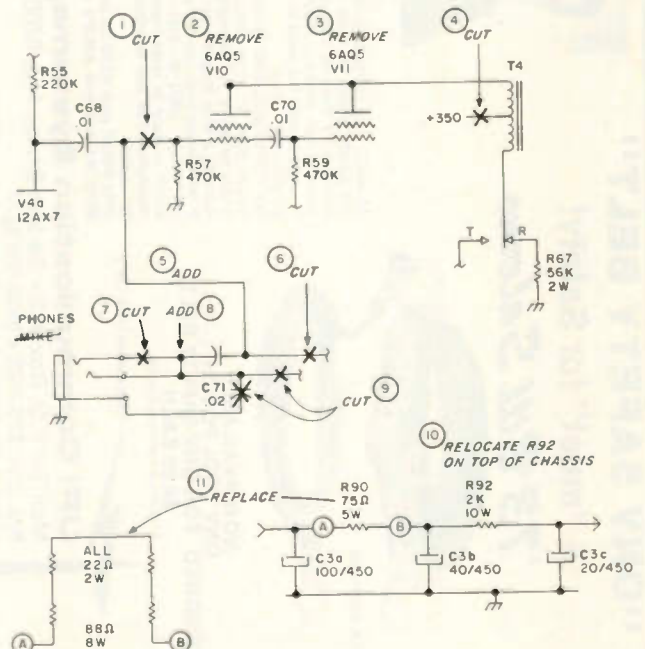 1 CUT
2 REMOVE
6AQ5
V10
3 REMOVE
6AQ5
V11
4 CUT
T4
R55
220K
C68
.01
C70
.01
+350
R57
470K
R59
470K
V4a
12AX7
T
R
R67
56K
2W
5 ADD
6 CUT
7 CUT
ADD 8
PHONES
MIKE
C71
.02
CUT 9
10 RELOCATE R92
ON TOP OF CHASSIS
11 REPLACE
R90
75Ω
5W
R92
2K
10W
A
B
C3a
100/450
C3b
40/450
C3c
20/450
ALL
22Ω
2W
88Ω
8W
A
B